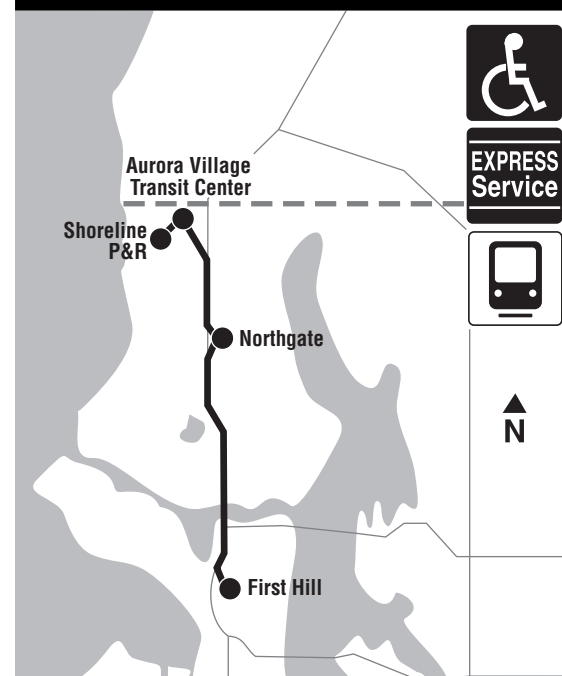 EXPRESS
Service
Aurora Village
Transit Center
Shoreline
P&R
Northgate
N
First Hill